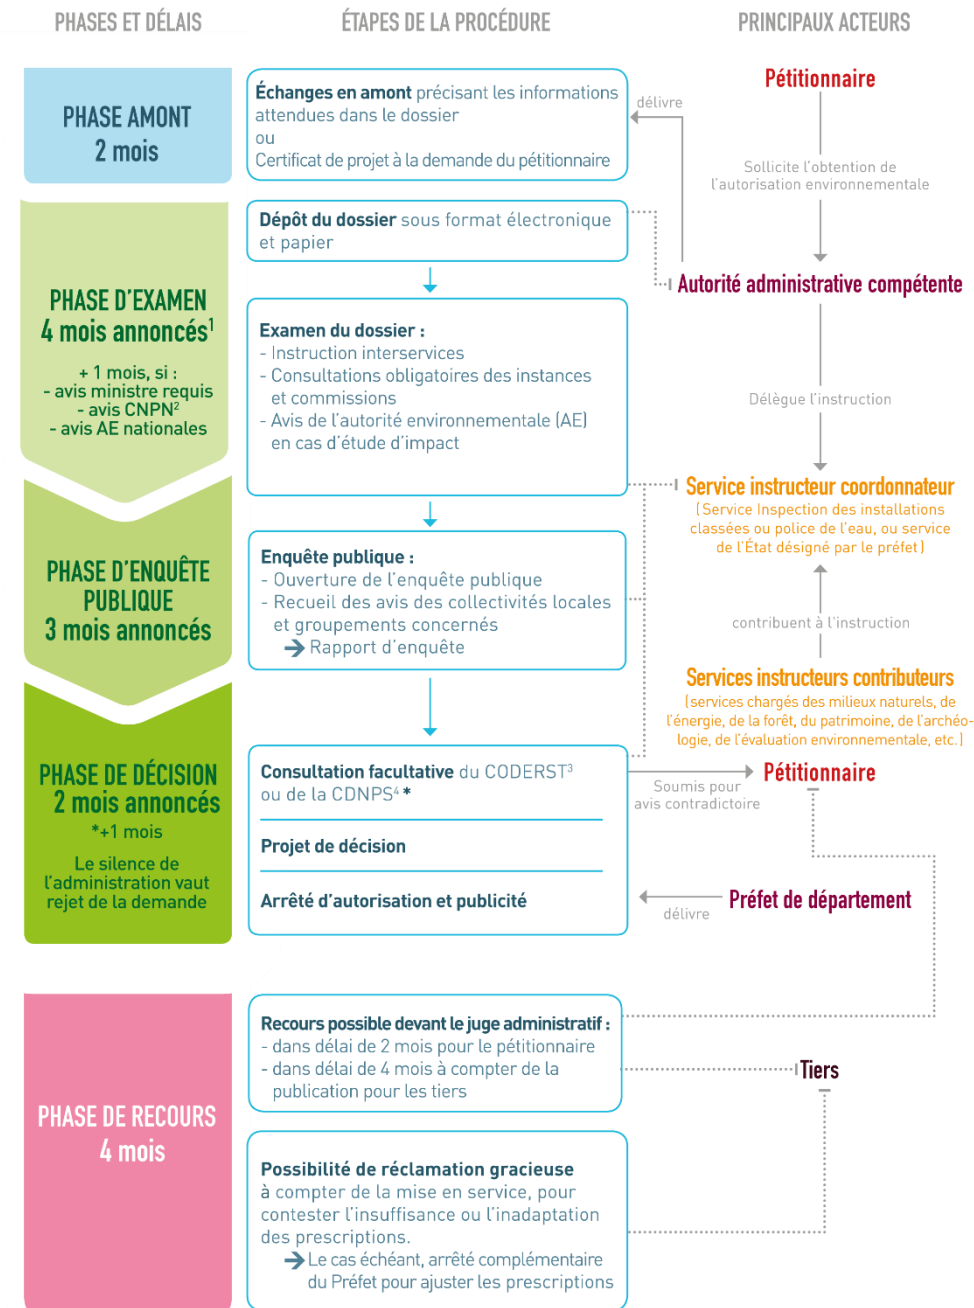 PHASES ET DÉLAIS
ÉTAPES DE LA PROCÉDURE
PRINCIPAUX ACTEURS
PHASE AMONT
2 mois
Échanges en amont précisant les informations
attendues dans le dossier
ou
Certificat de projet à la demande du pétitionnaire
délivre
Pétitionnaire
Sollicite l'obtention de
l'autorisation environnementale
PHASE D'EXAMEN
4 mois annoncés¹
+ 1 mois, si :
- avis ministre requis
- avis CNPN²
- avis AE nationales
Dépôt du dossier sous format électronique
et papier
Autorité administrative compétente
Examen du dossier :
- Instruction interservices
- Consultations obligatoires des instances
et commissions
- Avis de l'autorité environnementale (AE)
en cas d'étude d'impact
Délègue l'instruction
Service instructeur coordonnateur
(Service Inspection des installations
classées ou police de l'eau, ou service
de l'État désigné par le préfet)
PHASE D'ENQUÊTE
PUBLIQUE
3 mois annoncés
Enquête publique :
- Ouverture de l'enquête publique
- Recueil des avis des collectivités locales
et groupements concernés
→ Rapport d'enquête
contribuent à l'instruction
Services instructeurs contributeurs
(services chargés des milieux naturels, de
l'énergie, de la forêt, du patrimoine, de l'archéo-
logie, de l'évaluation environnementale, etc.)
PHASE DE DÉCISION
2 mois annoncés
*+1 mois
Le silence de
l'administration vaut
rejet de la demande
Consultation facultative du CODERST³
ou de la CDNPS⁴ *
Projet de décision
Arrêté d'autorisation et publicité
Soumis pour
avis contradictoire
Pétitionnaire
délivre
Préfet de département
PHASE DE RECOURS
4 mois
Recours possible devant le juge administratif :
- dans délai de 2 mois pour le pétitionnaire
- dans délai de 4 mois à compter de la
publication pour les tiers
Tiers
Possibilité de réclamation gracieuse
à compter de la mise en service, pour
contester l'insuffisance ou l'inadaptation
des prescriptions.
→ Le cas échéant, arrêté complémentaire
du Préfet pour ajuster les prescriptions